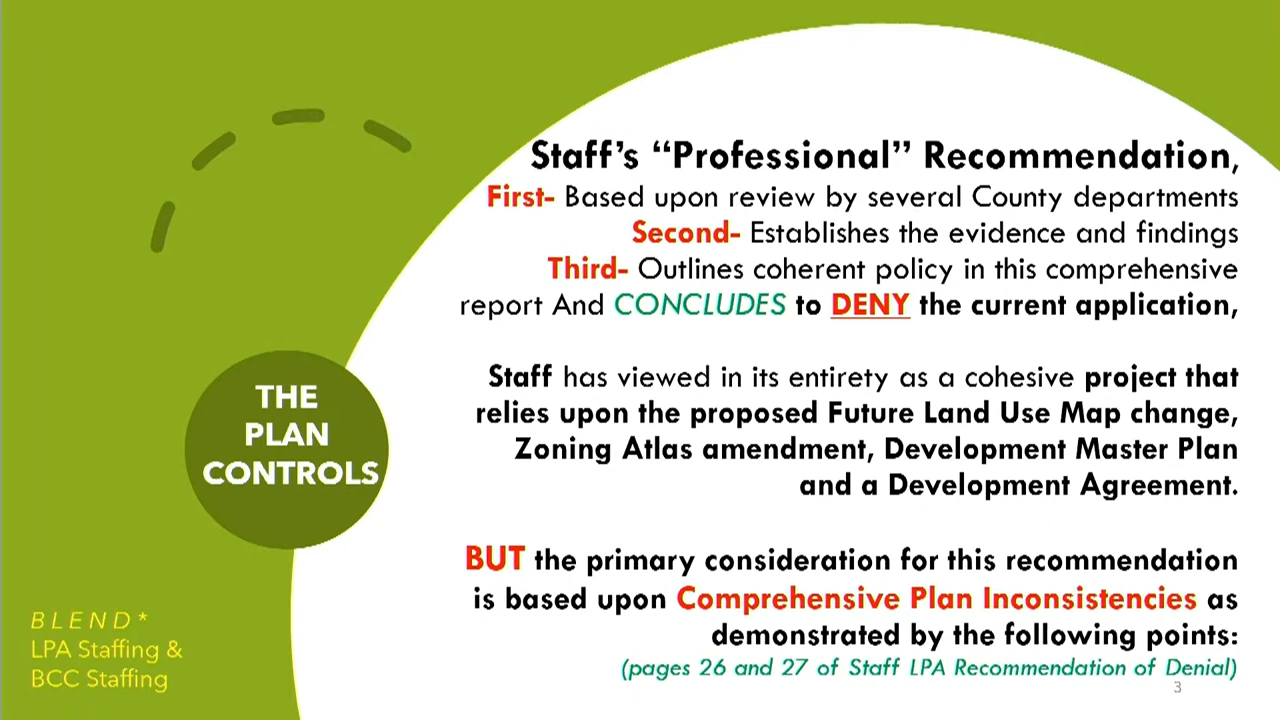 Staff's “Professional” Recommendation,
First- Based upon review by several County departments
Second- Establishes the evidence and findings
Third- Outlines coherent policy in this comprehensive
report And CONCLUDES to DENY the current application,
Staff has viewed in its entirety as a cohesive project that
relies upon the proposed Future Land Use Map change,
Zoning Atlas amendment, Development Master Plan
and a Development Agreement.
BUT the primary consideration for this recommendation
is based upon Comprehensive Plan Inconsistencies as
demonstrated by the following points:
(pages 26 and 27 of Staff LPA Recommendation of Denial)
THE
PLAN
CONTROLS
BLEND*
LPA Staffing &
BCC Staffing
3